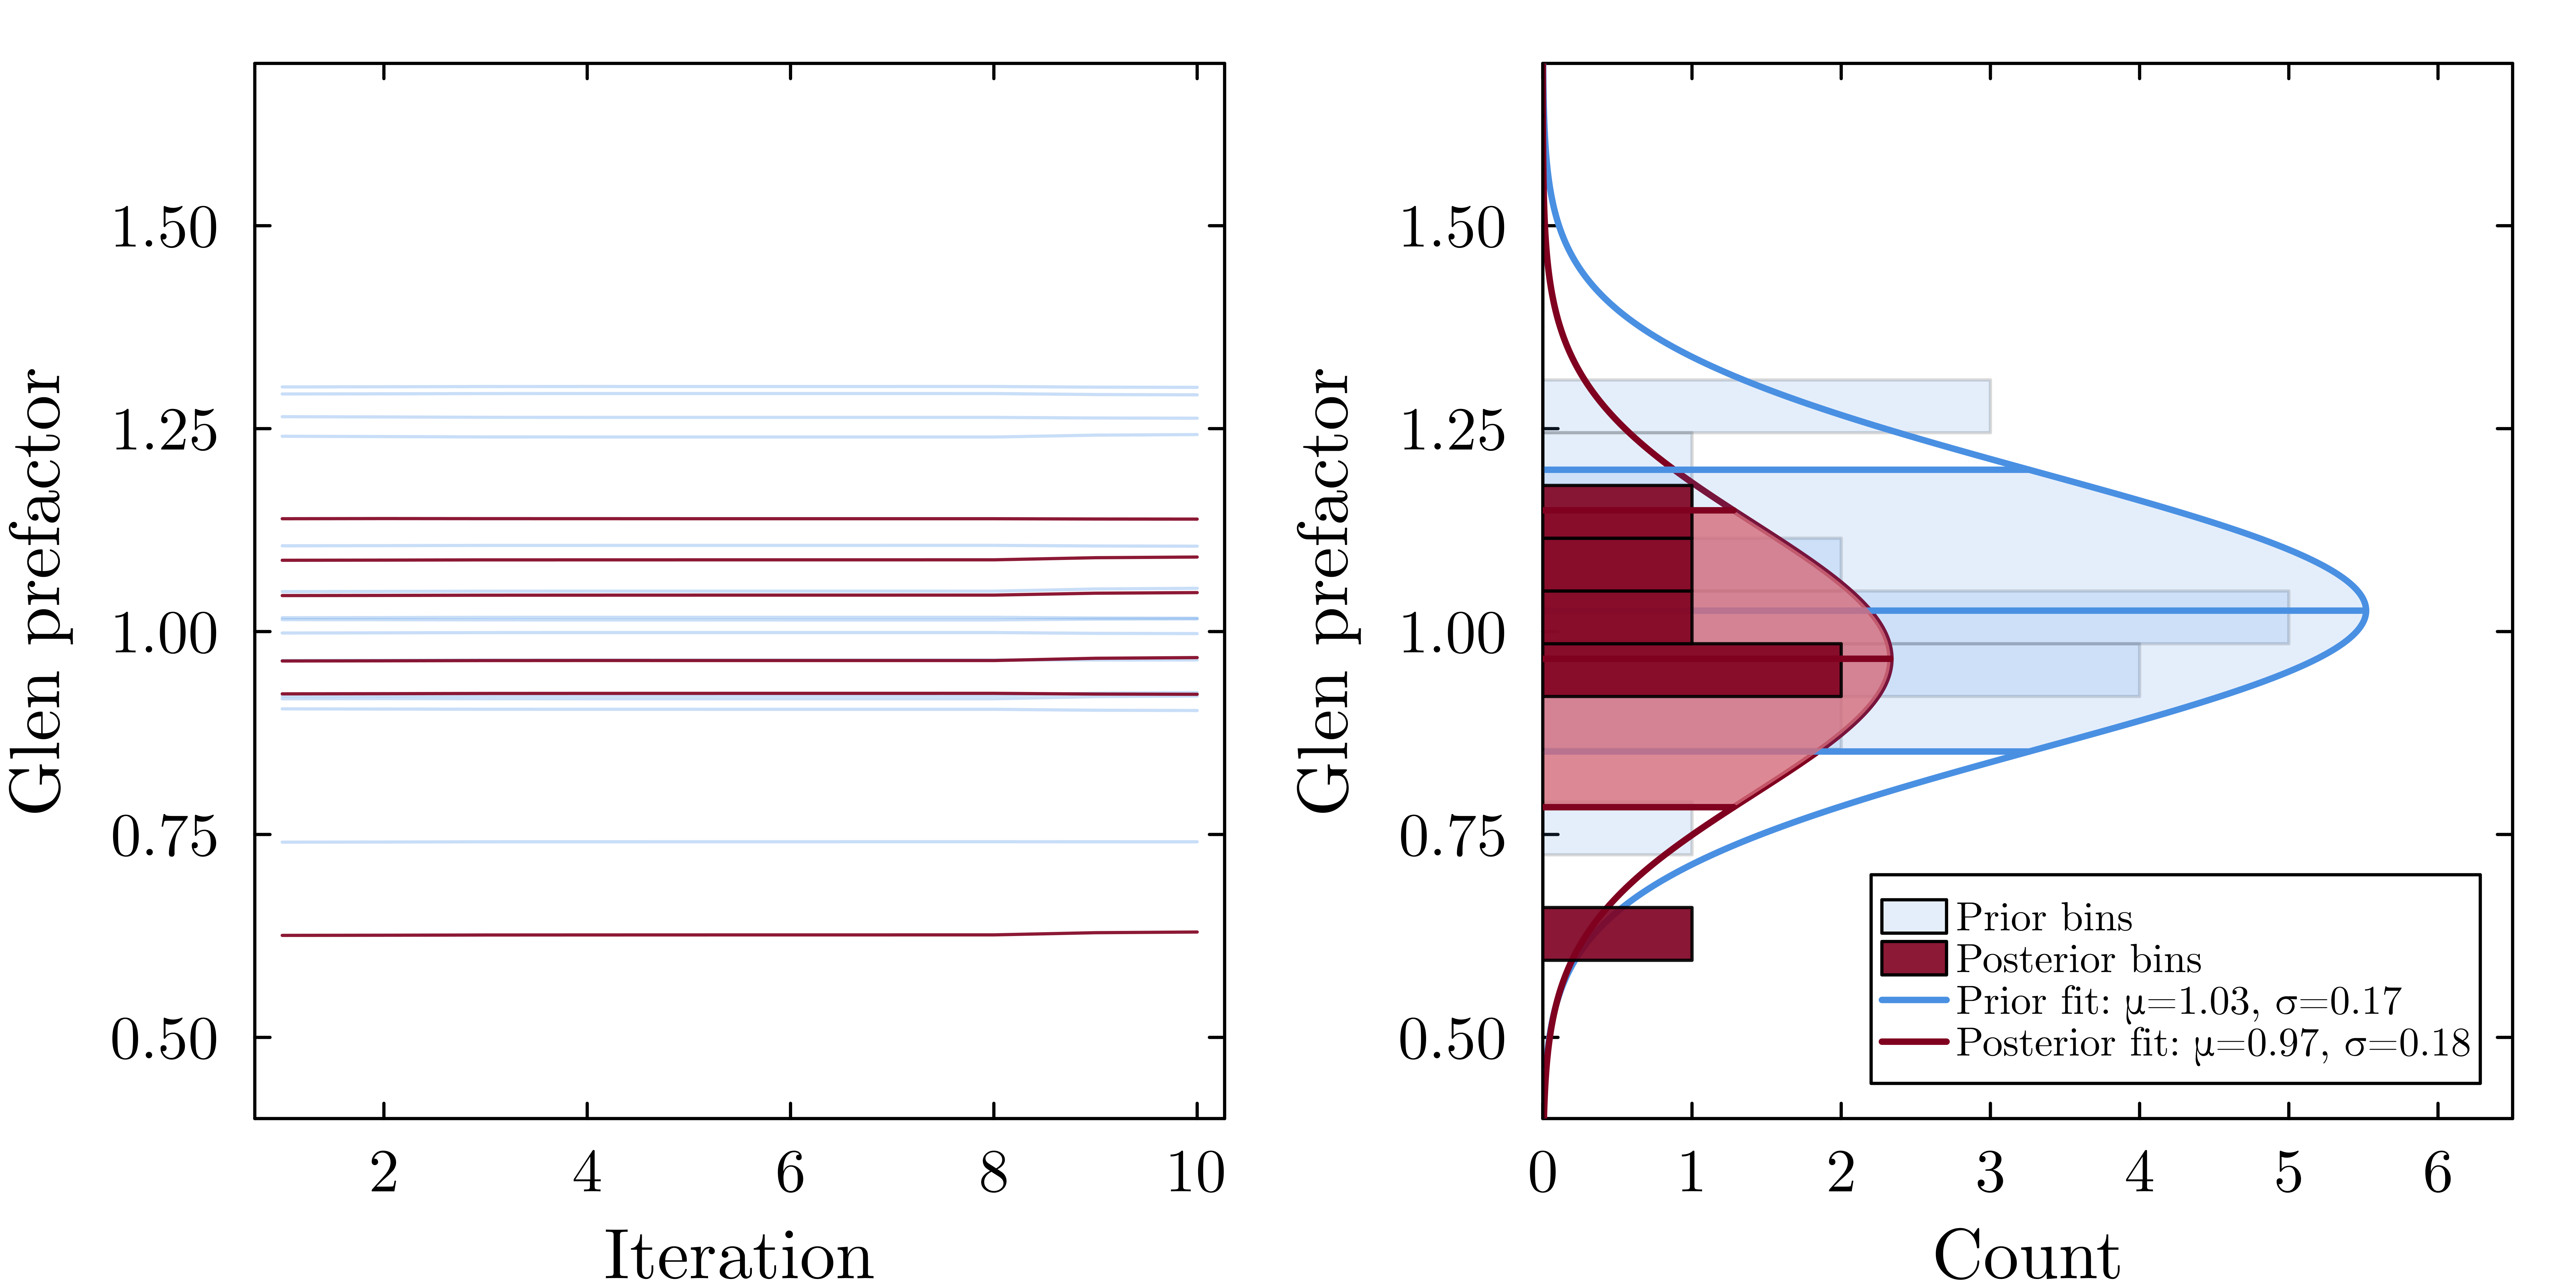 Glen prefactor
1.50
1.25
1.00
0.75
0.50
2 4 6 8 10
Iteration
Glen prefactor
1.50
1.25
1.00
0.75
0.50
Prior bins
Posterior bins
Prior fit: μ=1.03, σ=0.17
Posterior fit: μ=0.97, σ=0.18
0 1 2 3 4 5 6
Count